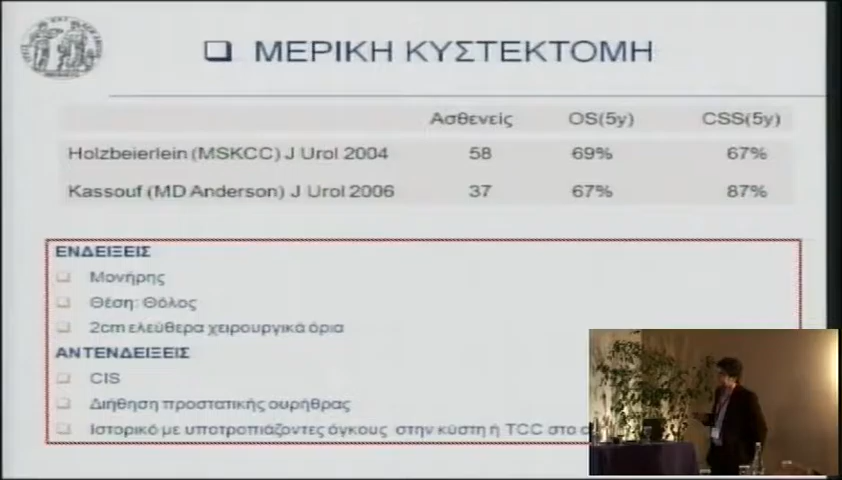 ΜΕΡΙΚΗ ΚΥΣΤΕΚΤΟΜΗ
Ασθενείς OS(5y) CSS(5y)
Holzbeierlein (MSKCC) J Urol 2004 58 69% 67%
Kassouf (MD Anderson) J Urol 2006 37 67% 87%
ΕΝΔΕΙΞΕΙΣ
Μονήρης
Θέση: Θόλος
2cm ελεύθερα χειρουργικά όρια
ΑΝΤΕΝΔΕΙΞΕΙΣ
CIS
Διήθηση προστατικής ουρήθρας
Ιστορικό με υποτροπιάζοντες όγκους στην κύστη ή TCC στο